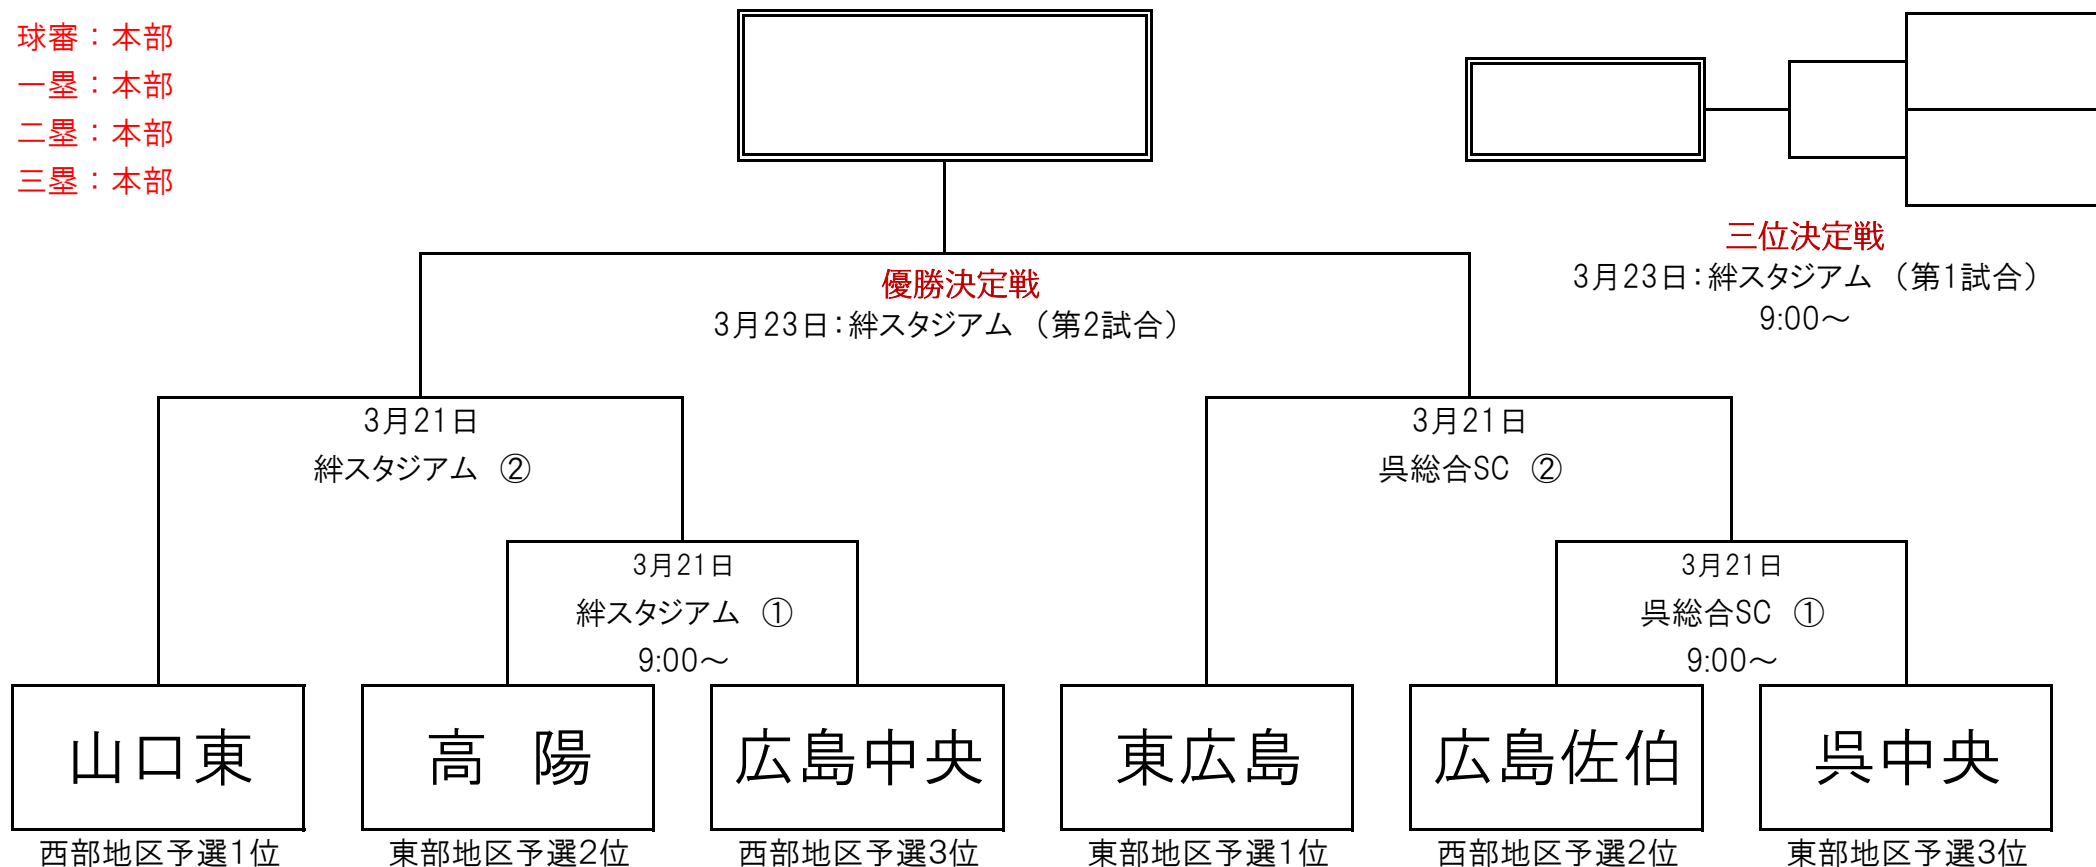 球審：本部
一塁：本部
二塁：本部
三塁：本部
三位決定戦
3月23日：絆スタジアム （第1試合）
9:00～
優勝決定戦
3月23日：絆スタジアム （第2試合）
3月21日
絆スタジアム ②
3月21日
呉総合SC ②
3月21日
絆スタジアム ①
9:00～
3月21日
呉総合SC ①
9:00～
山口東
高 陽
広島中央
東広島
広島佐伯
呉中央
西部地区予選1位
東部地区予選2位
西部地区予選3位
東部地区予選1位
西部地区予選2位
東部地区予選3位